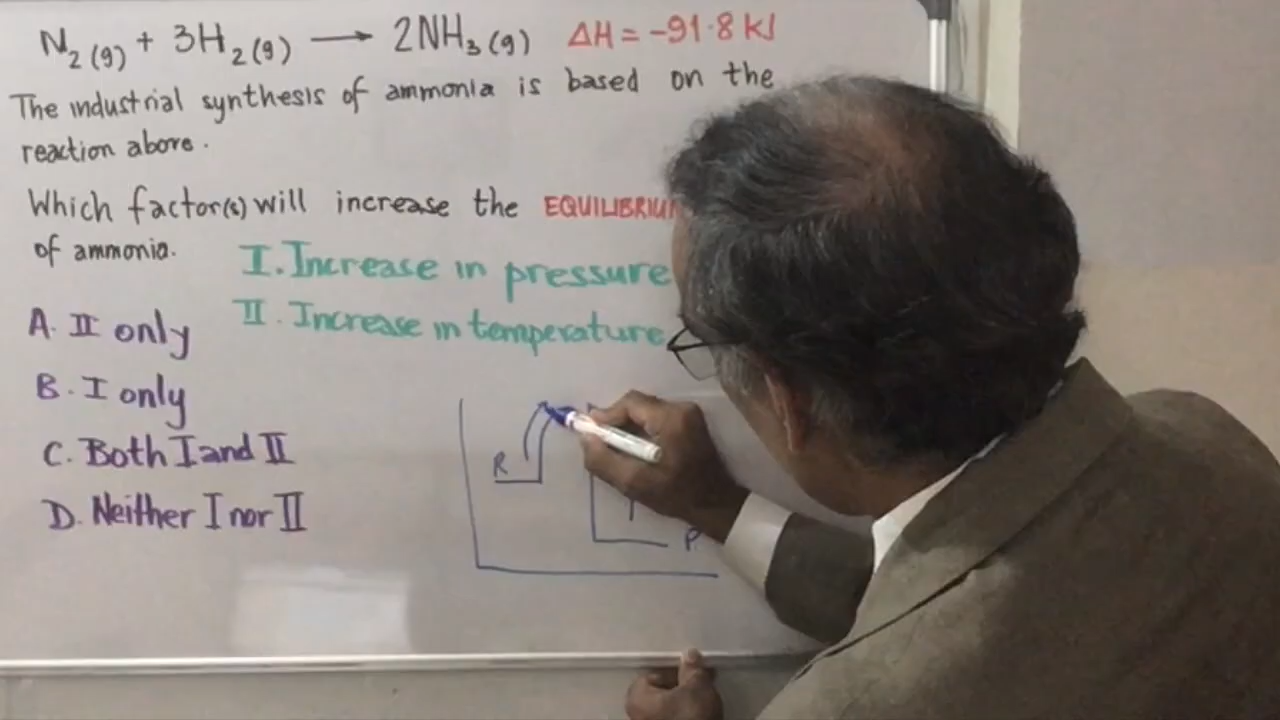 N₂(g) + 3H₂(g) ⟶ 2NH₃(g) ΔH = -91.8 kJ
The industrial synthesis of ammonia is based on the
reaction above.
Which factor(s) will increase the EQUILIBRIUM
of ammonia.
I. Increase in pressure
II. Increase in temperature
A. II only
B. I only
C. Both I and II
D. Neither I nor II
R
P